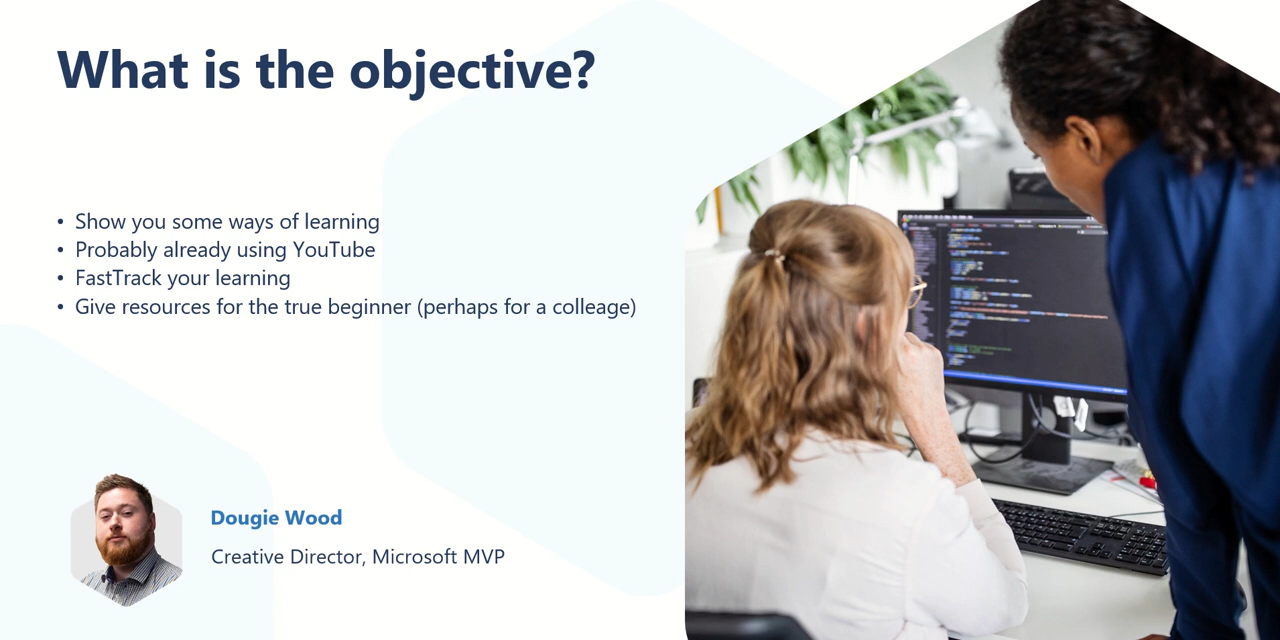 What is the objective?
• Show you some ways of learning
• Probably already using YouTube
• FastTrack your learning
• Give resources for the true beginner (perhaps for a colleage)
Dougie Wood
Creative Director, Microsoft MVP